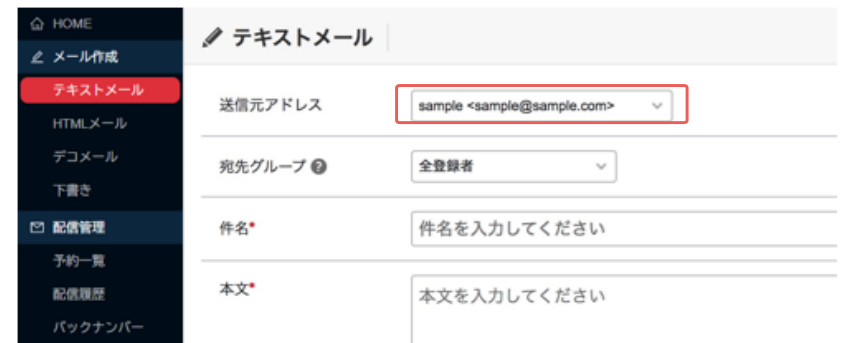 HOME
メール作成
テキストメール
HTMLメール
デコメール
下書き
配信管理
予約一覧
配信履歴
バックナンバー
テキストメール
送信元アドレス
sample <sample@sample.com>
宛先グループ ?
全登録者
件名*
件名を入力してください
本文*
本文を入力してください